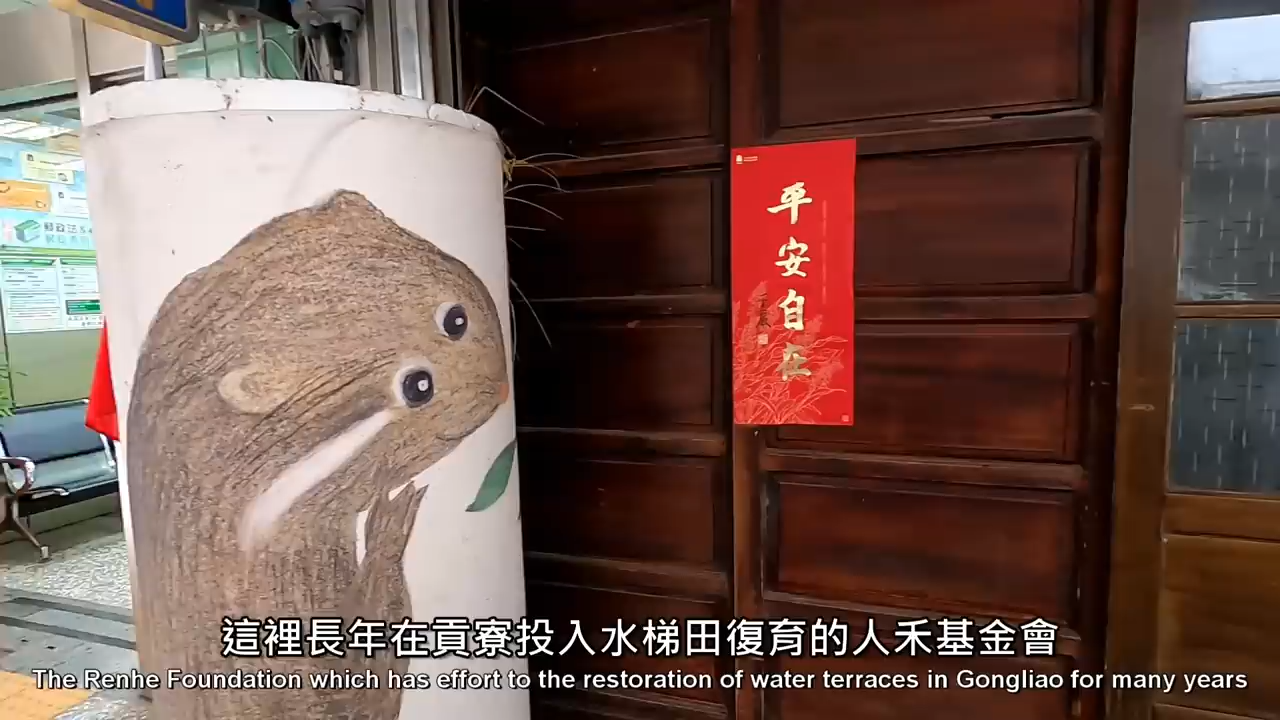 平安自在
這裡長年在貢寮投入水梯田復育的人禾基金會
The Renhe Foundation which has effort to the restoration of water terraces in Gongliao for many years